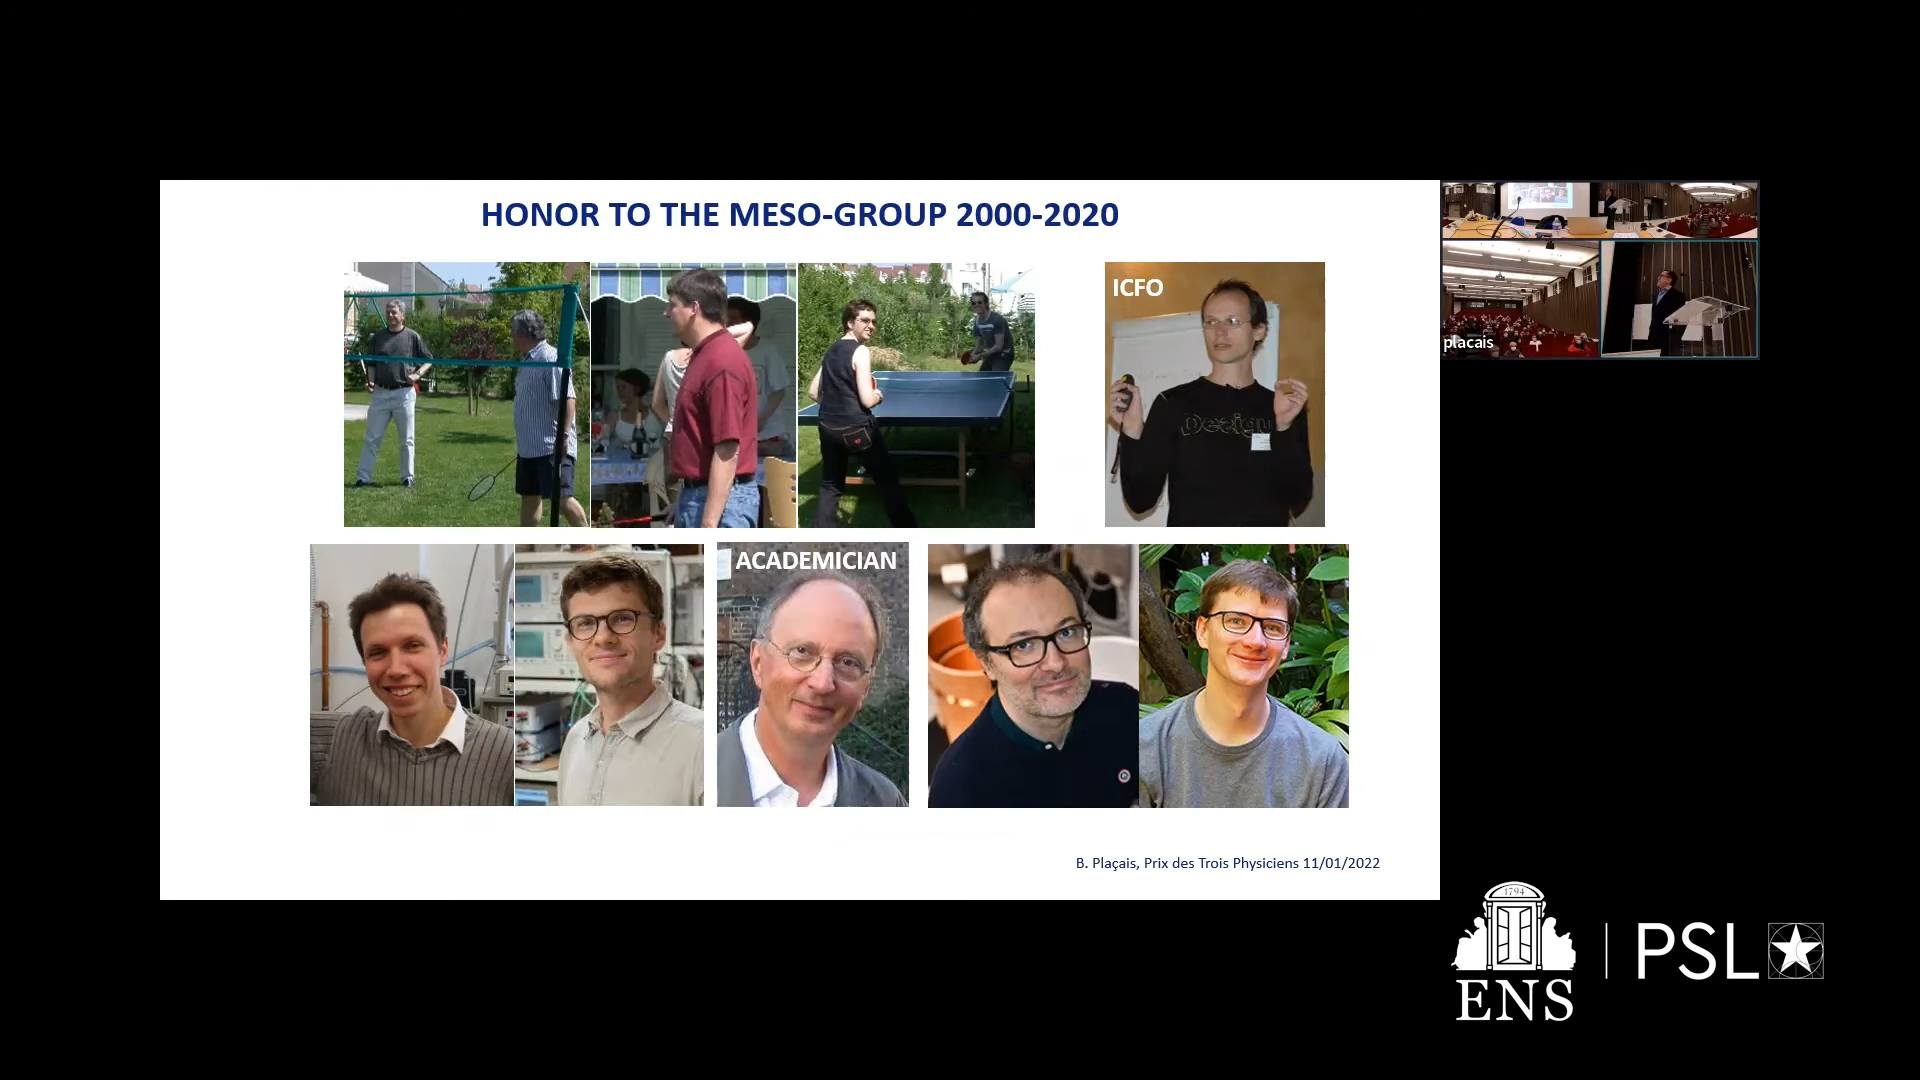 HONOR TO THE MESO-GROUP 2000-2020
ICFO
placais
Design
ACADEMICIAN
B. Plaçais, Prix des Trois Physiciens 11/01/2022
1794
ENS
PSL